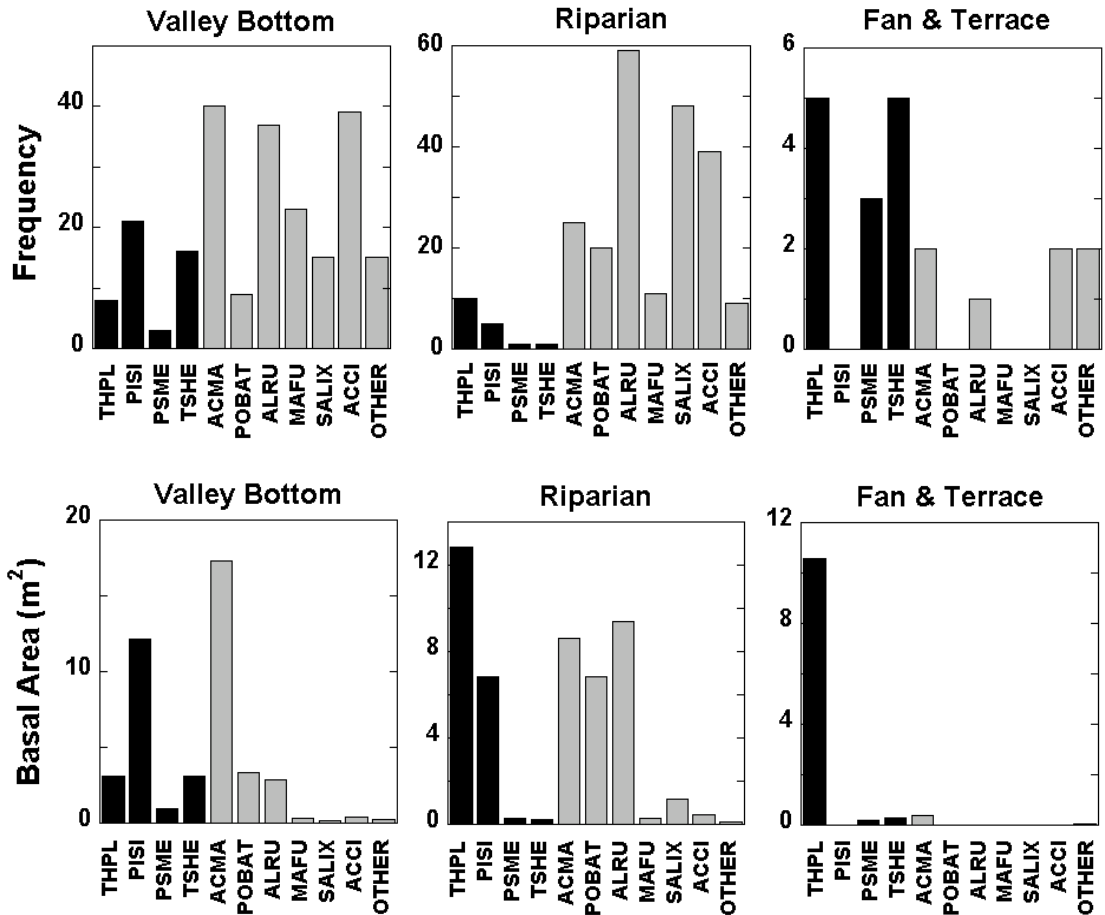 Valley Bottom
Riparian
Fan & Terrace
Frequency
40
20
0
60
40
20
0
6
4
2
0
THPL PISI PSME TSHE ACMA POBAT ALRU MAFU SALIX ACCI OTHER
THPL PISI PSME TSHE ACMA POBAT ALRU MAFU SALIX ACCI OTHER
THPL PISI PSME TSHE ACMA POBAT ALRU MAFU SALIX ACCI OTHER
Valley Bottom
Riparian
Fan & Terrace
Basal Area (m²)
20
10
0
12
8
4
0
12
8
4
0
THPL PISI PSME TSHE ACMA POBAT ALRU MAFU SALIX ACCI OTHER
THPL PISI PSME TSHE ACMA POBAT ALRU MAFU SALIX ACCI OTHER
THPL PISI PSME TSHE ACMA POBAT ALRU MAFU SALIX ACCI OTHER